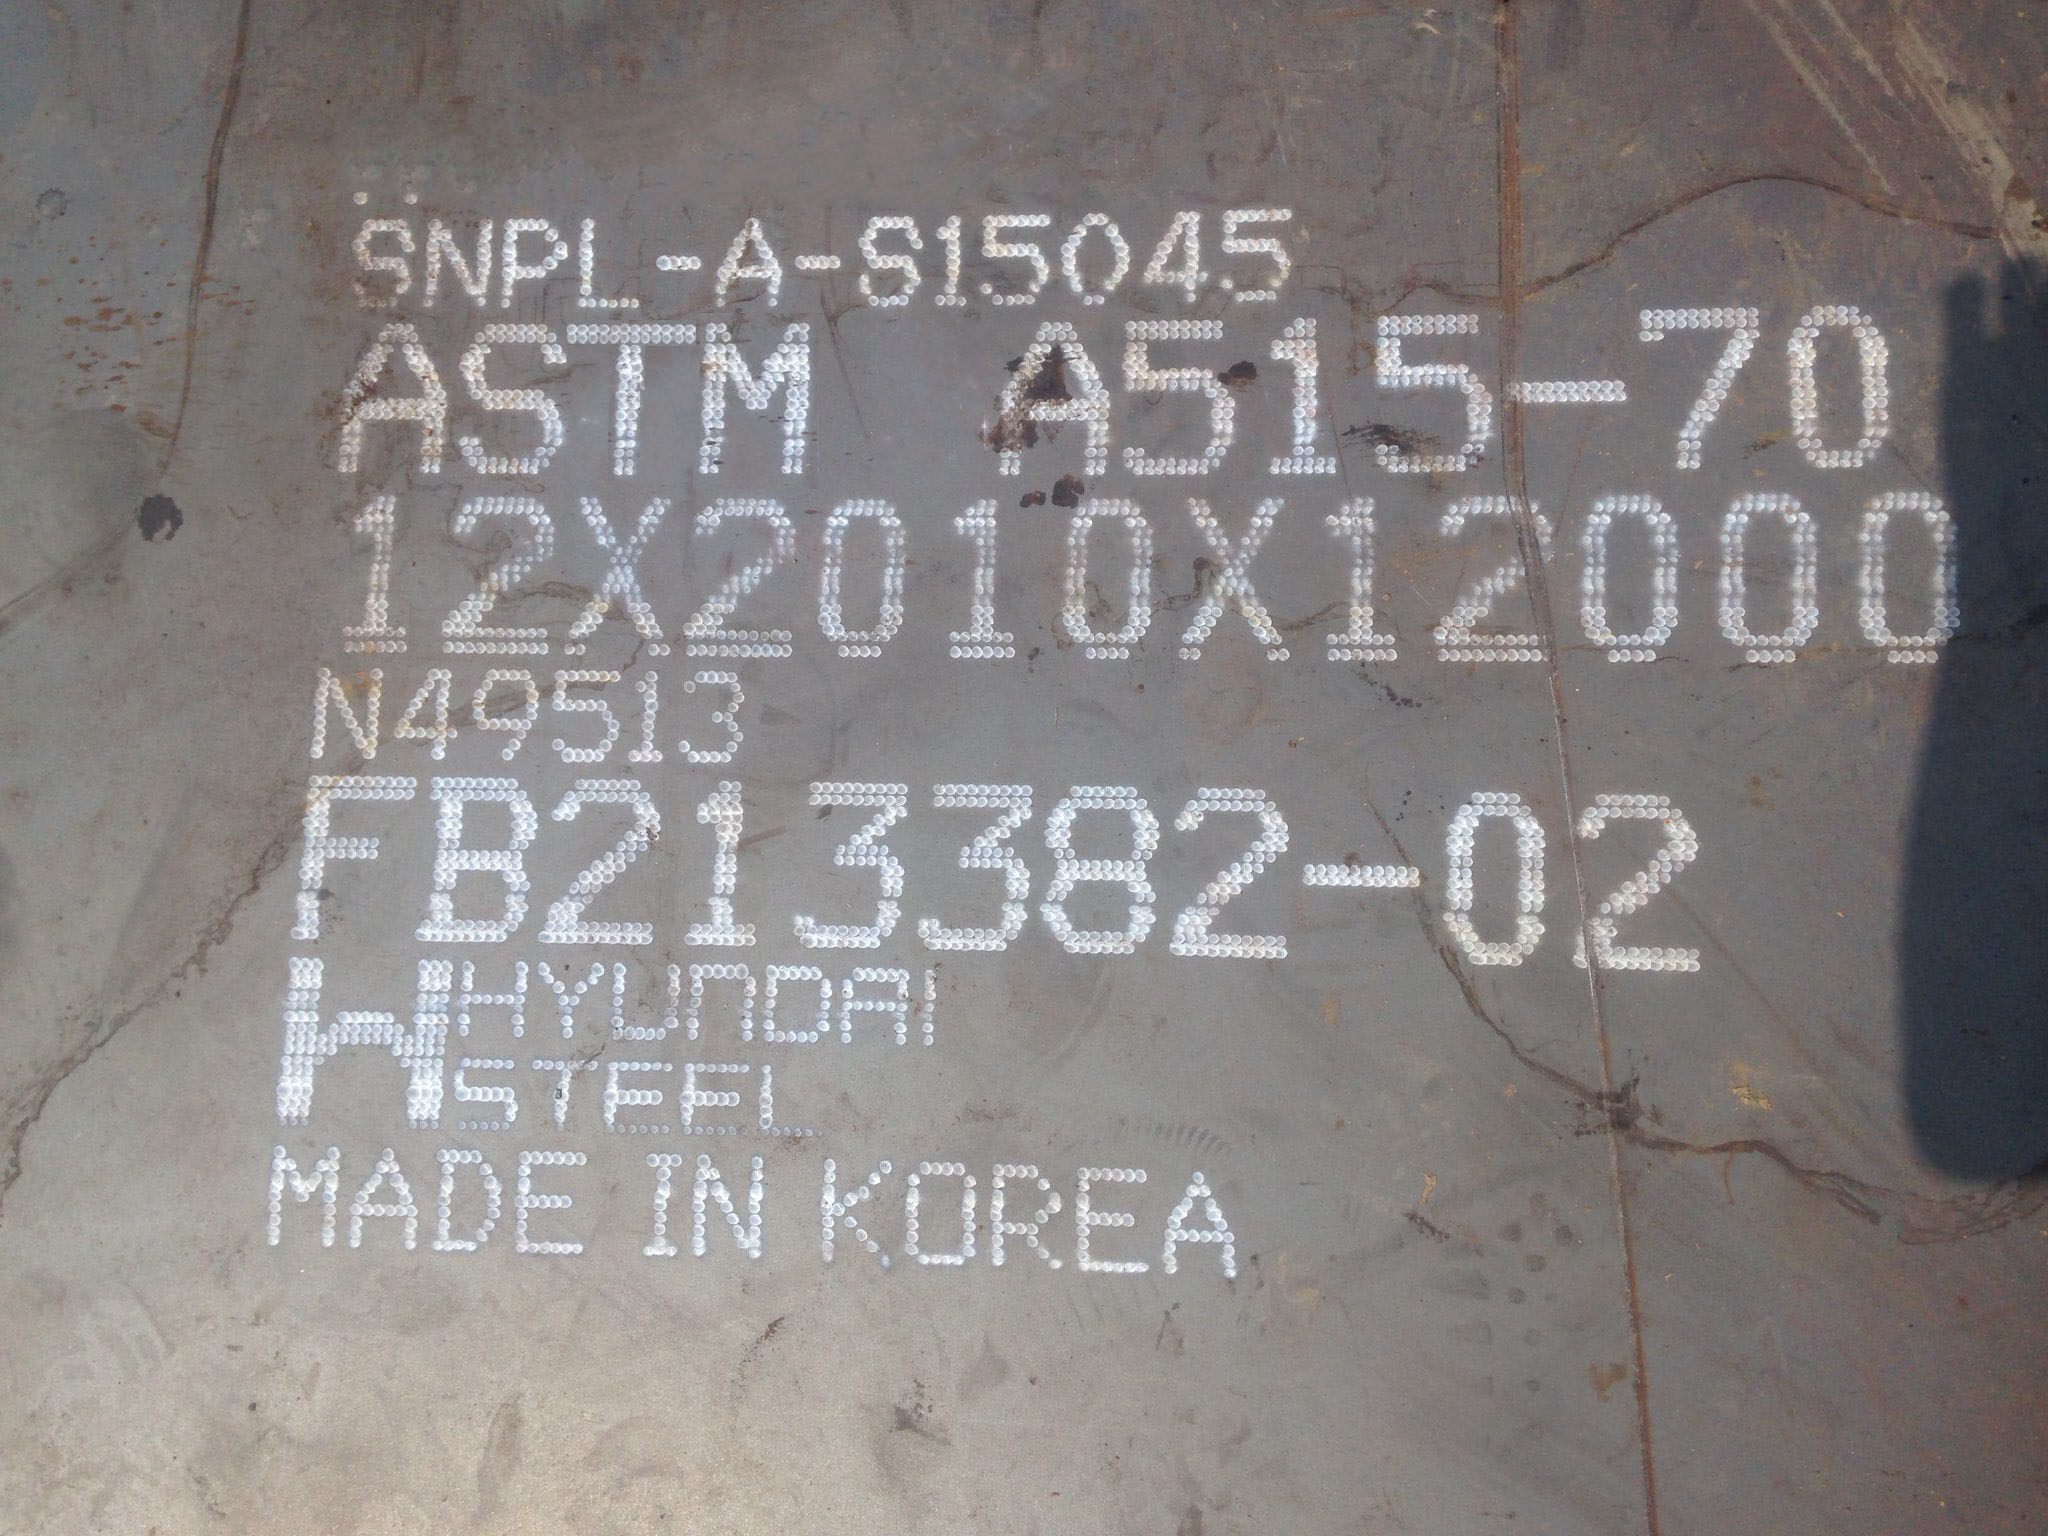 SNPL-A-S15045
ASTM A515-70
12X2010X12000
N49513
FB213382-02
H HYUNDAI
STEEL
MADE IN KOREA